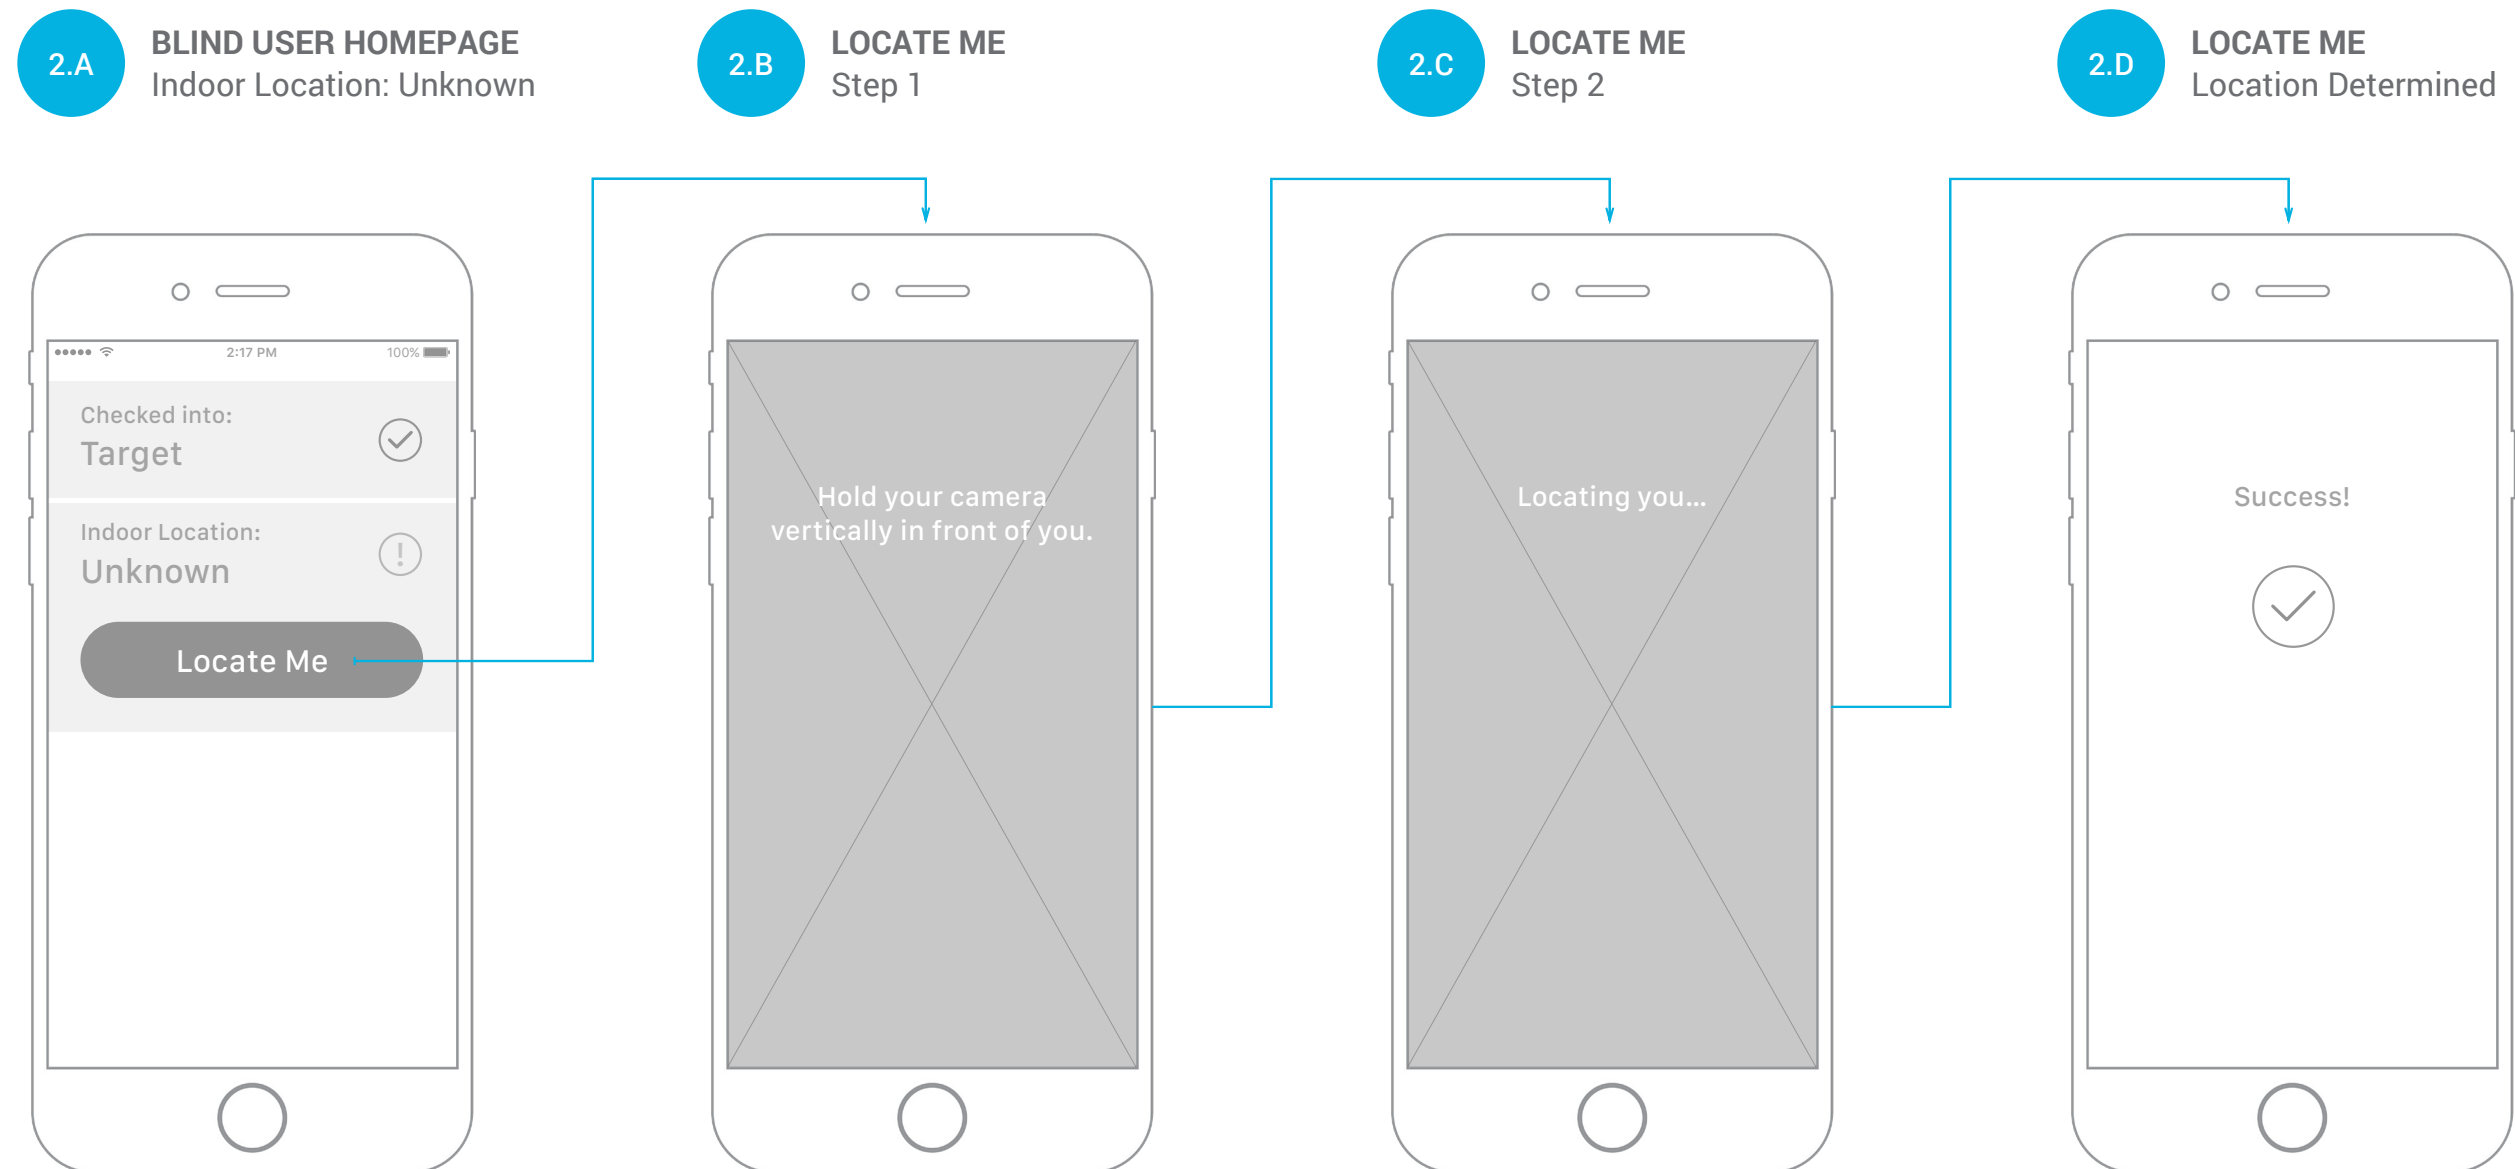 2.A
BLIND USER HOMEPAGE
Indoor Location: Unknown
2.B
LOCATE ME
Step 1
2.C
LOCATE ME
Step 2
2.D
LOCATE ME
Location Determined
2:17 PM
100%
Checked into:
Target
Indoor Location:
Unknown
Locate Me
Hold your camera
vertically in front of you.
Locating you...
Success!